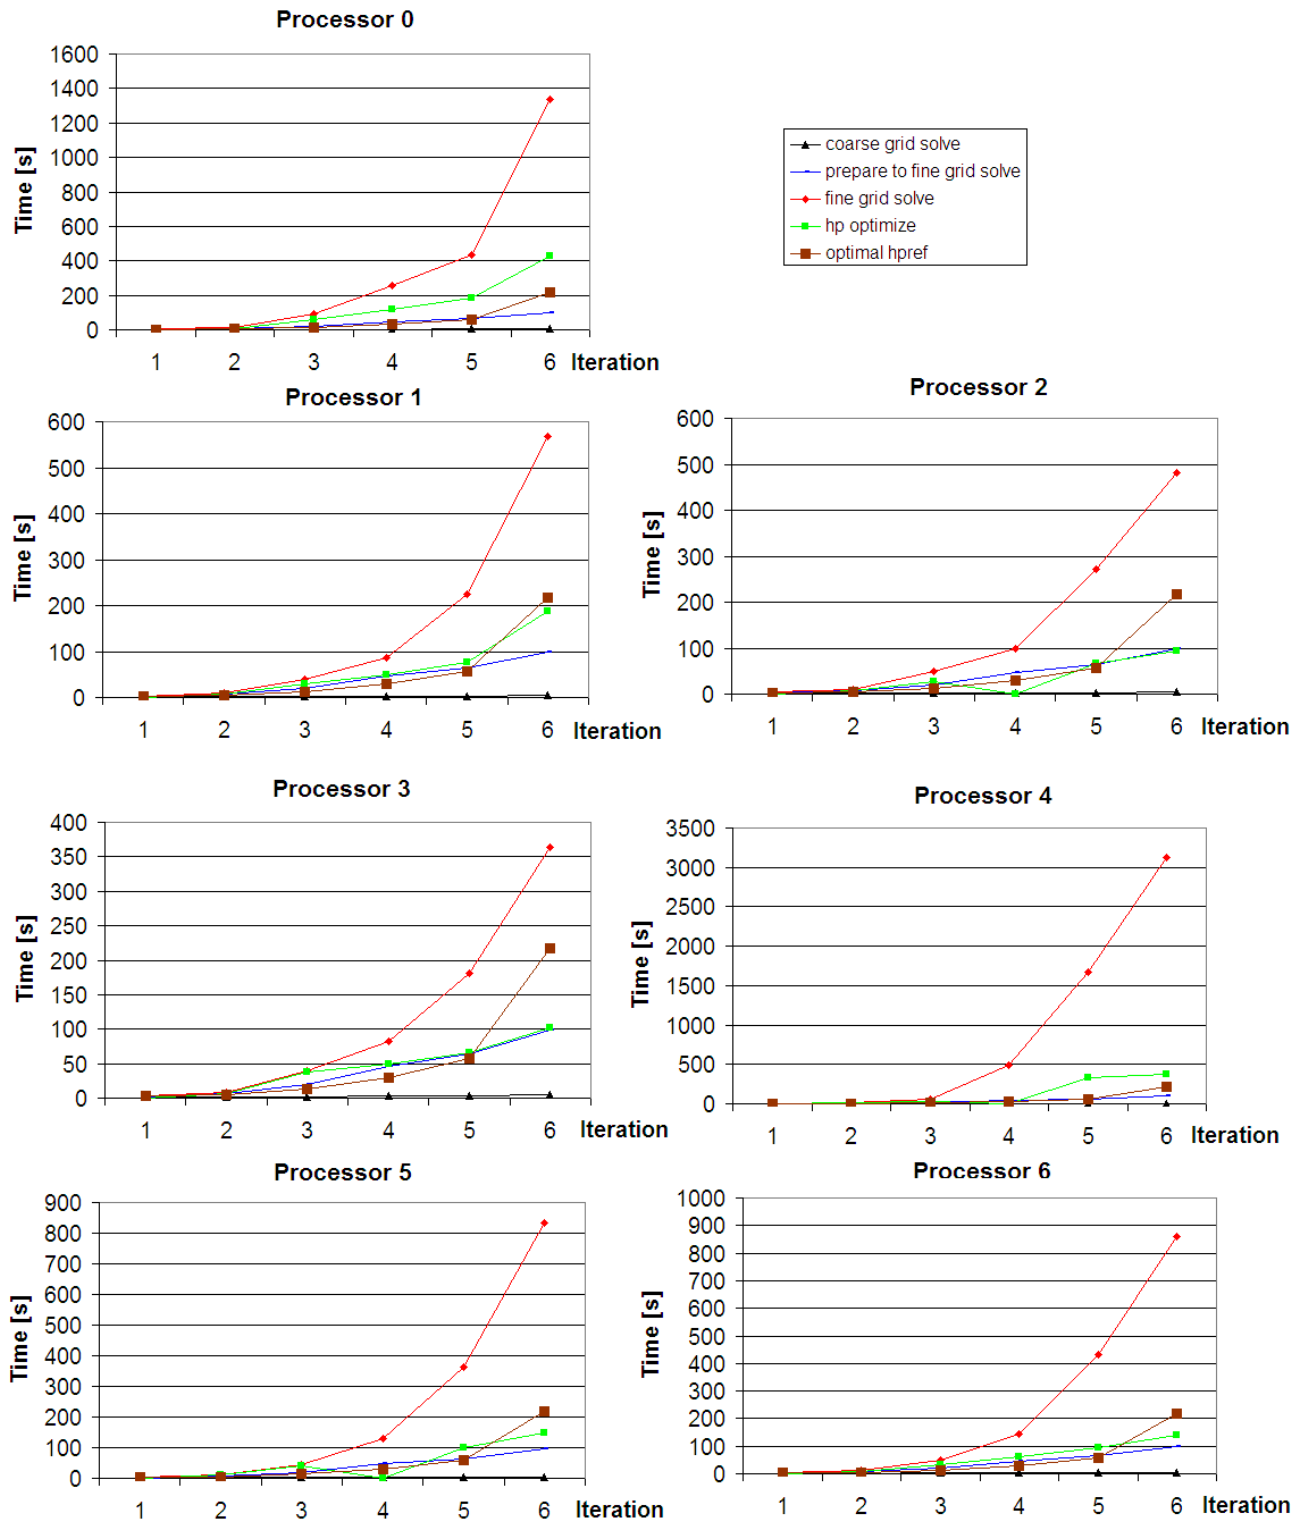 Processor 0
1600
1400
1200
1000
800
600
400
200
0
Time [s]
1 2 3 4 5 6 Iteration
coarse grid solve
prepare to fine grid solve
fine grid solve
hp optimize
optimal hpref
Processor 1
600
500
400
300
200
100
0
Time [s]
1 2 3 4 5 6 Iteration
Processor 2
600
500
400
300
200
100
0
Time [s]
1 2 3 4 5 6 Iteration
Processor 3
400
350
300
250
200
150
100
50
0
Time [s]
1 2 3 4 5 6 Iteration
Processor 4
3500
3000
2500
2000
1500
1000
500
0
Time [s]
1 2 3 4 5 6 Iteration
Processor 5
900
800
700
600
500
400
300
200
100
0
Time [s]
1 2 3 4 5 6 Iteration
Processor 6
1000
900
800
700
600
500
400
300
200
100
0
Time [s]
1 2 3 4 5 6 Iteration